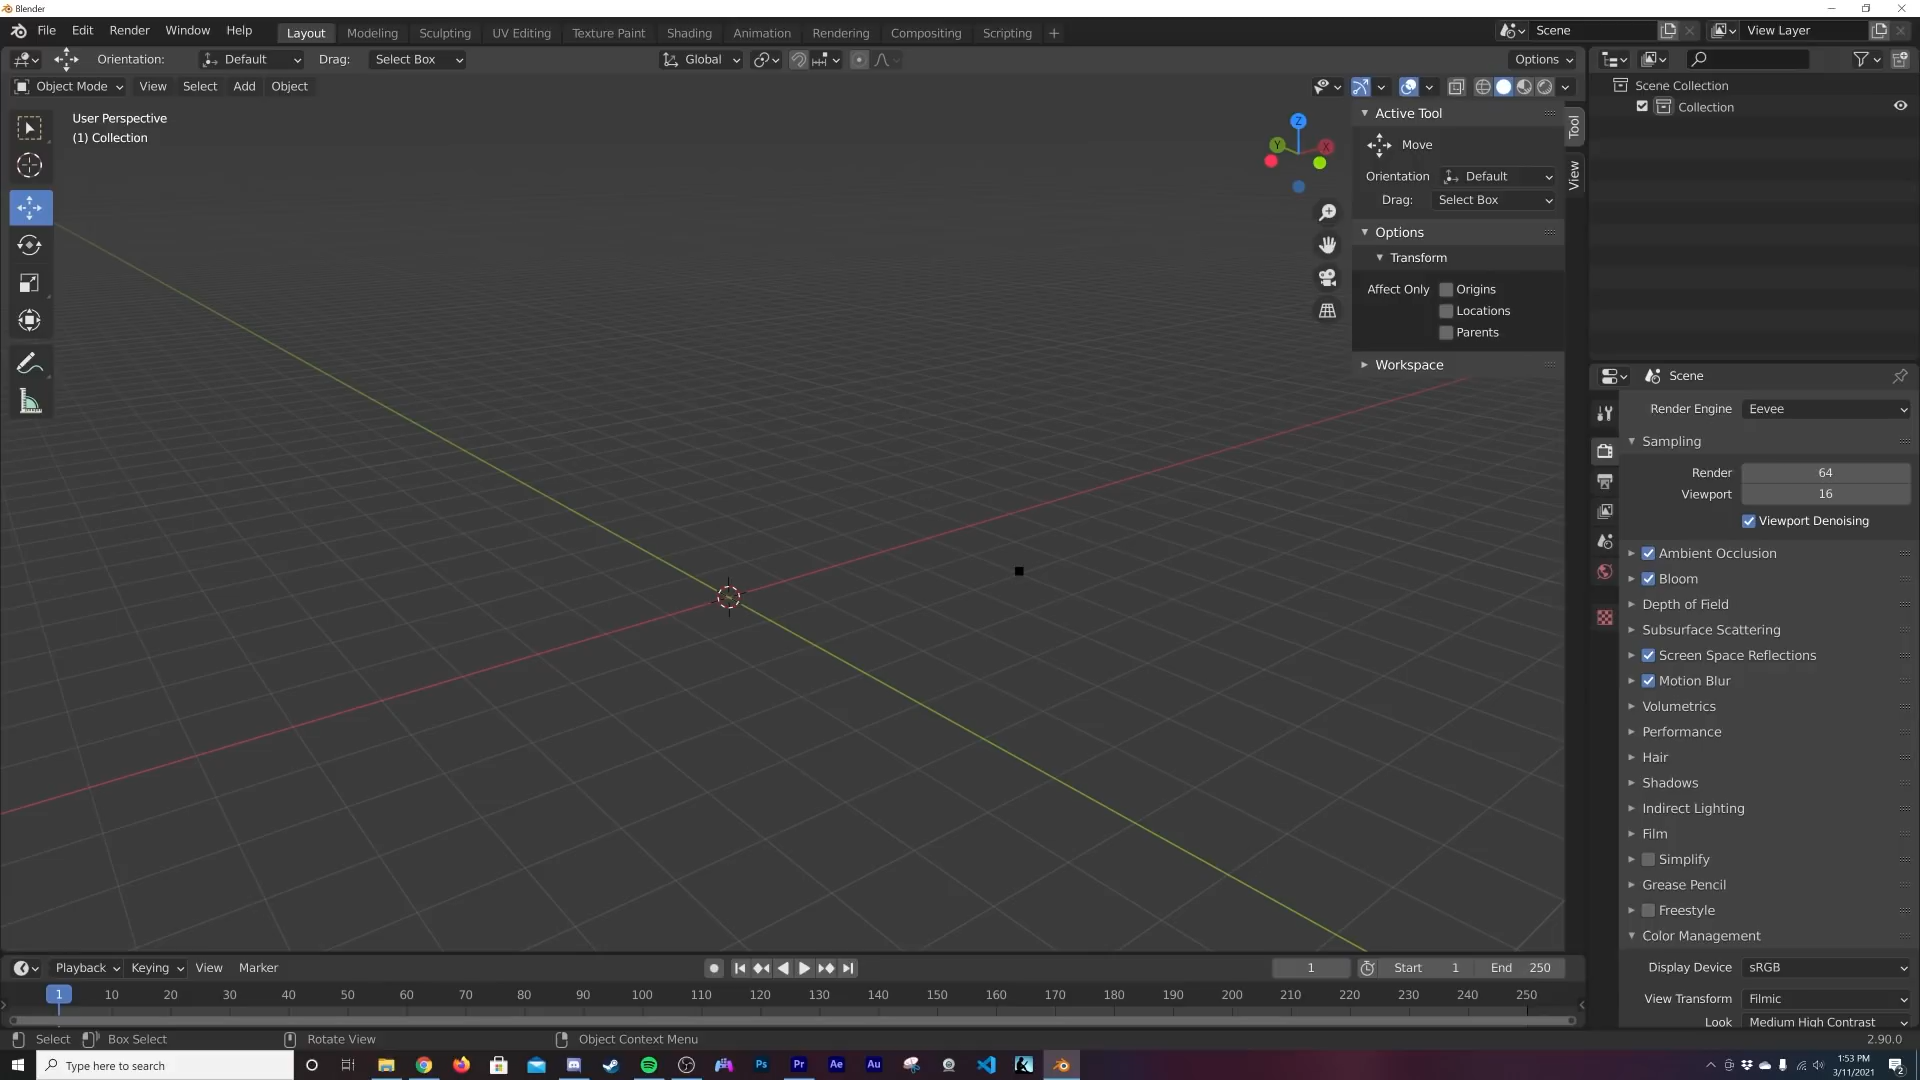 Blender
File Edit Render Window Help Layout Modeling Sculpting UV Editing Texture Paint Shading Animation Rendering Compositing Scripting + Scene View Layer
Orientation: Default Drag: Select Box Global Options
Object Mode View Select Add Object
User Perspective
(1) Collection
Z
Y
X
Active Tool
Move
Orientation Default
Drag: Select Box
Options
Transform
Affect Only Origins
Locations
Parents
Workspace
Tool
View
Scene Collection
Collection
Scene
Render Engine Eevee
Sampling
Render 64
Viewport 16
Viewport Denoising
Ambient Occlusion
Bloom
Depth of Field
Subsurface Scattering
Screen Space Reflections
Motion Blur
Volumetrics
Performance
Hair
Shadows
Indirect Lighting
Film
Simplify
Grease Pencil
Freestyle
Color Management
Display Device sRGB
View Transform Filmic
Look Medium High Contrast
Playback Keying View Marker 1 Start 1 End 250
1 10 20 30 40 50 60 70 80 90 100 110 120 130 140 150 160 170 180 190 200 210 220 230 240 250
Select Box Select Rotate View Object Context Menu 2.90.0
Type here to search Ps Pr Ae Au K 1:53 PM
3/11/2021 2